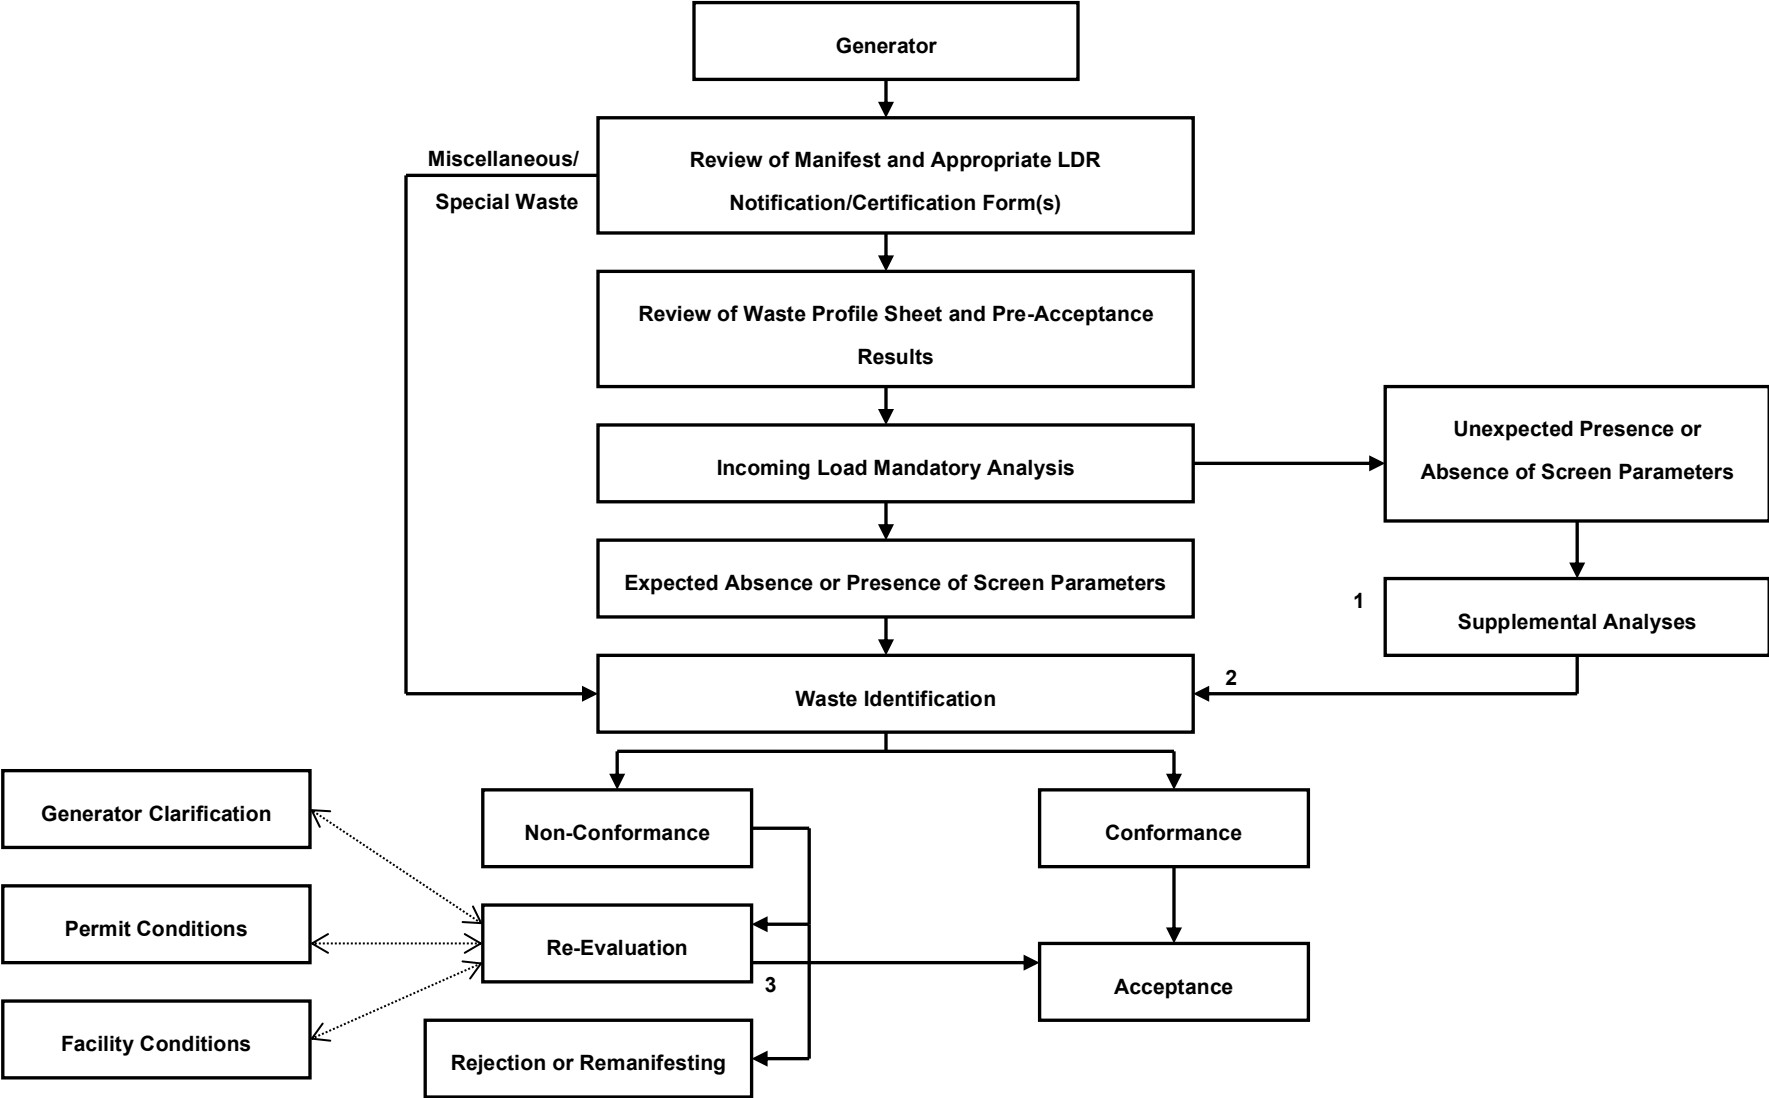 Generator
Miscellaneous/
Special Waste
Review of Manifest and Appropriate LDR
Notification/Certification Form(s)
Review of Waste Profile Sheet and Pre-Acceptance
Results
Incoming Load Mandatory Analysis
Unexpected Presence or
Absence of Screen Parameters
Expected Absence or Presence of Screen Parameters
1
Supplemental Analyses
Waste Identification
2
Generator Clarification
Non-Conformance
Conformance
Permit Conditions
Re-Evaluation
3
Acceptance
Facility Conditions
Rejection or Remanifesting